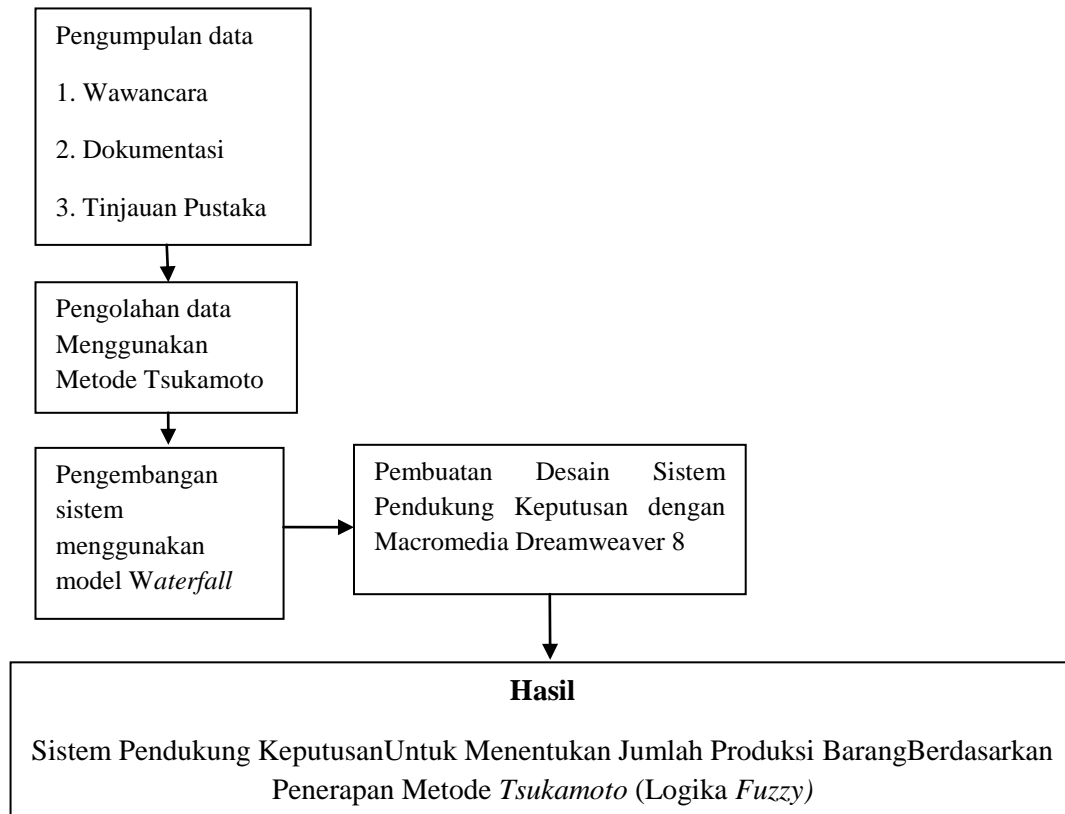 Pengumpulan data
1. Wawancara
2. Dokumentasi
3. Tinjauan Pustaka
Pengolahan data
Menggunakan
Metode Tsukamoto
Pengembangan
sistem
menggunakan
model Waterfall
Pembuatan Desain Sistem
Pendukung Keputusan dengan
Macromedia Dreamweaver 8
Hasil
Sistem Pendukung KeputusanUntuk Menentukan Jumlah Produksi BarangBerdasarkan
Penerapan Metode Tsukamoto (Logika Fuzzy)